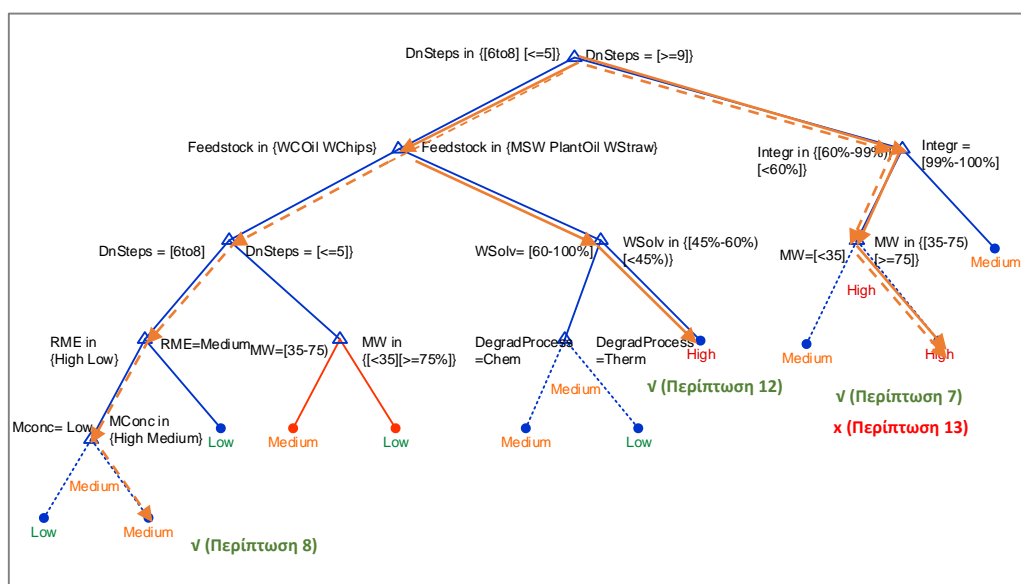 DnSteps in {[6to8] [<=5]}
DnSteps = [>=9]}
Feedstock in {WCOil WChips}
Feedstock in {MSW PlantOil WStraw}
Integr in {[60%-99%)
[<60%]}
Integr =
[99%-100%]
DnSteps = [6to8]
DnSteps = [<=5]}
WSolv= [60-100%]
WSolv in {[45%-60%)
[<45%)}
MW=[<35]
MW in {[35-75)
[>=75]}
Medium
High
RME in
{High Low}
RME=Medium
MW=[35-75)
MW in
{[<35][>=75%]}
DegradProcess
=Chem
DegradProcess
=Therm
High
Medium
High
Medium
√ (Περίπτωση 12)
√ (Περίπτωση 7)
x (Περίπτωση 13)
Mconc= Low
MConc in
{High Medium}
Low
Medium
Low
Medium
Low
Medium
Low
Medium
√ (Περίπτωση 8)